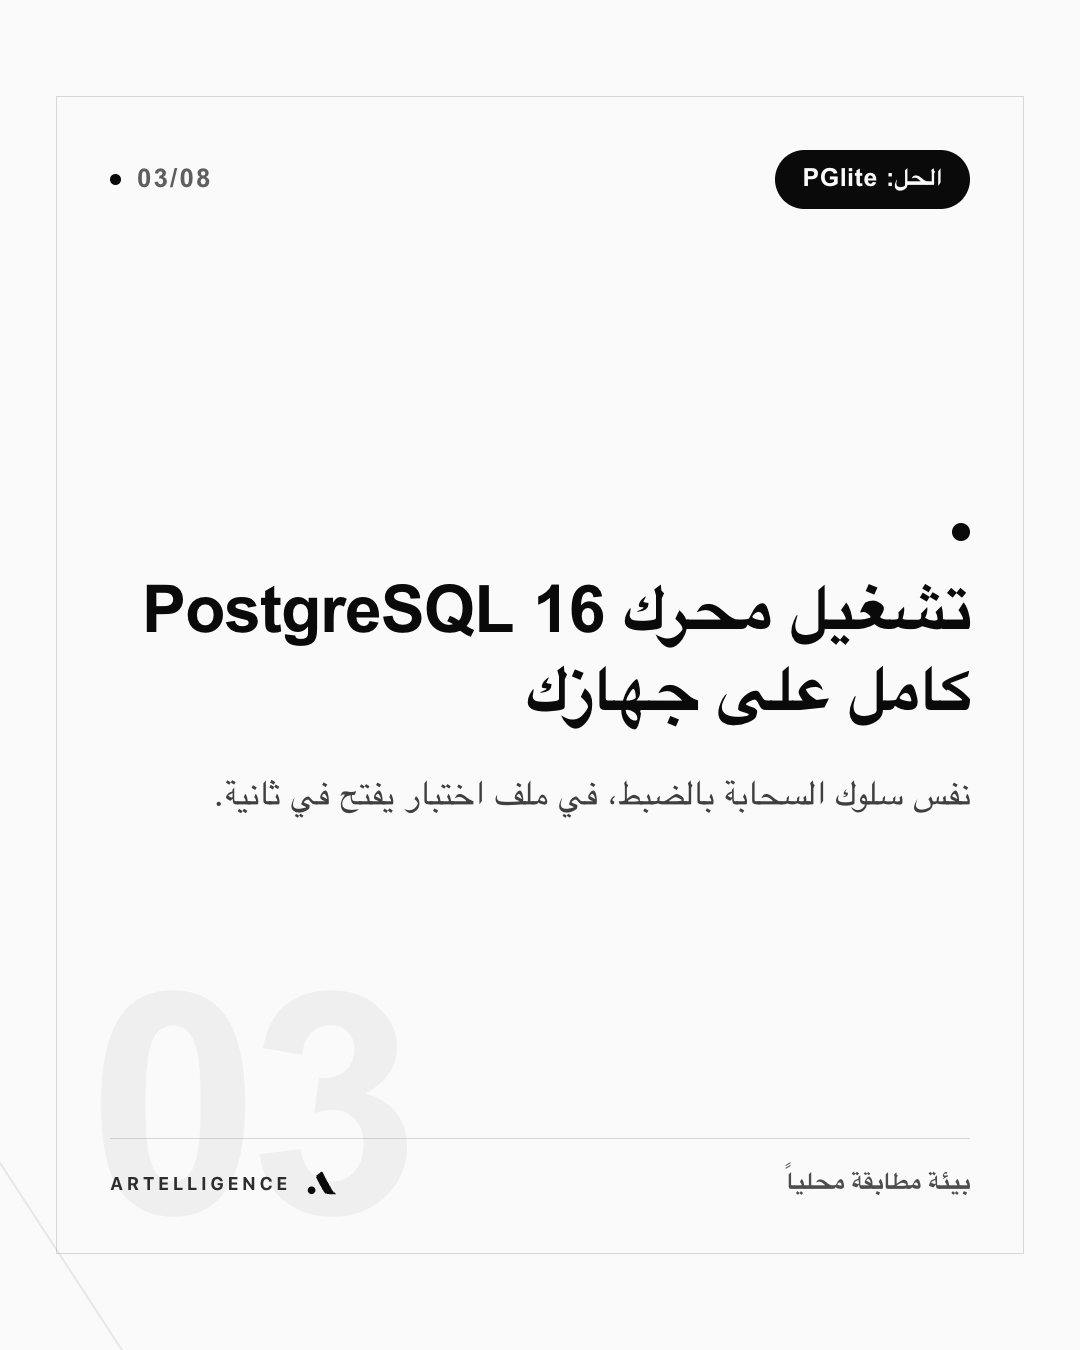 الحل: PGlite
03/08
تشغيل محرك PostgreSQL 16
كامل على جهازك
نفس سلوك السحابة بالضبط، في ملف اختبار يفتح في ثانية.
03
بيئة مطابقة محلياً
ARTELLIGENCE